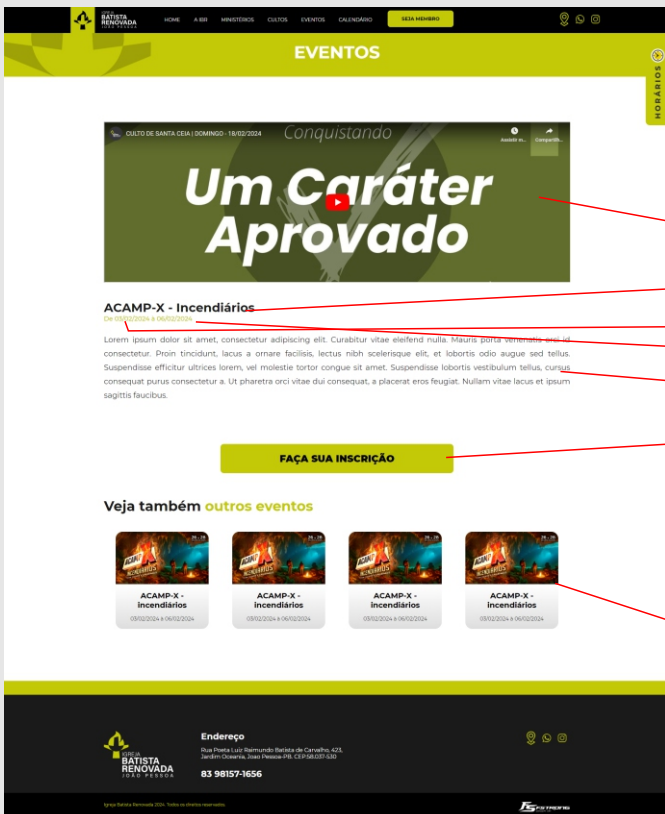 IGREJA
BATISTA
RENOVADA
JOÃO PESSOA
HOME A IBR MINISTÉRIOS CULTOS EVENTOS CALENDÁRIO SEJA MEMBRO
EVENTOS
HORÁRIOS
CULTO DE SANTA CEIA | DOMINGO - 18/02/2024
Conquistando
Assistir m... Compartilh...
Um Caráter
Aprovado
ACAMP-X - Incendiários
De 03/02/2024 à 06/02/2024
Lorem ipsum dolor sit amet, consectetur adipiscing elit. Curabitur vitae eleifend nulla. Mauris porta venenatis orci id
consectetur. Proin tincidunt, lacus a ornare facilisis, lectus nibh scelerisque elit, et lobortis odio augue sed tellus.
Suspendisse efficitur ultrices lorem, vel molestie tortor congue sit amet. Suspendisse lobortis vestibulum tellus, cursus
consequat purus consectetur a. Ut pharetra orci vitae dui consequat, a placerat eros feugiat. Nullam vitae lacus et ipsum
sagittis faucibus.
FAÇA SUA INSCRIÇÃO
Veja também outros eventos
ACAMP-X -
incendiários
03/02/2024 à 06/02/2024
ACAMP-X -
incendiários
03/02/2024 à 06/02/2024
ACAMP-X -
incendiários
03/02/2024 à 06/02/2024
ACAMP-X -
incendiários
03/02/2024 à 06/02/2024
IGREJA
BATISTA
RENOVADA
JOÃO PESSOA
Endereço
Rua Poeta Luiz Raimundo Batista de Carvalho, 423,
Jardim Oceania, Joao Pessoa-PB. CEP:58.037-530
83 98157-1656
Igreja Batista Renovada 2024. Todos os direitos reservados.